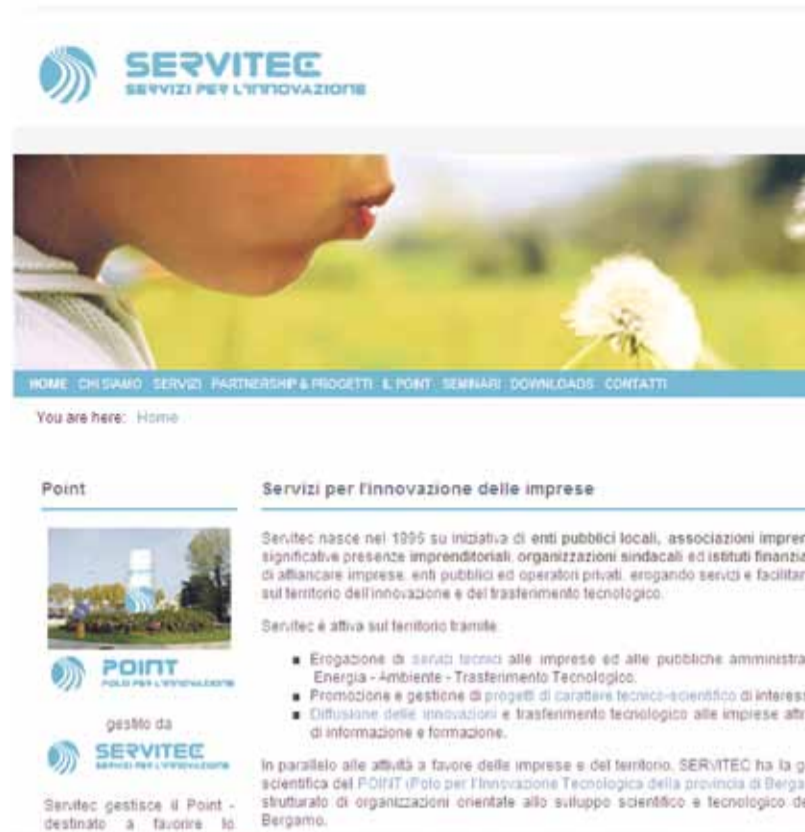 SERVITEC
SERVIZI PER L'INNOVAZIONE
HOME CHI SIAMO SERVIZI PARTNERSHIP & PROGETTI IL POINT SEMINARI DOWNLOADS CONTATTI
You are here: Home
Point
POINT
POLO PER L'INNOVAZIONE
gestito da
SERVITEC
SERVIZI PER L'INNOVAZIONE
Servitec gestisce il Point -
destinato a favorire lo
Servizi per l'innovazione delle imprese
Servitec nasce nel 1996 su iniziativa di enti pubblici locali, associazioni impren
significative presenze imprenditoriali, organizzazioni sindacali ed istituti finanzia
di affiancare imprese, enti pubblici ed operatori privati, erogando servizi e facilitan
sul territorio dell'innovazione e del trasferimento tecnologico.
Servitec è attiva sul territorio tramite:
Erogazione di servizi tecnici alle imprese ed alle pubbliche amministra
Energia - Ambiente - Trasferimento Tecnologico.
Promozione e gestione di progetti di carattere tecnico-scientifico di interess
Diffusione delle innovazioni e trasferimento tecnologico alle imprese attra
di informazione e formazione.
In parallelo alle attività a favore delle imprese e del territorio, SERVITEC ha la g
scientifica del POINT (Polo per l'Innovazione Tecnologica della provincia di Berga
strutturato di organizzazioni orientate allo sviluppo scientifico e tecnologico de
Bergamo.